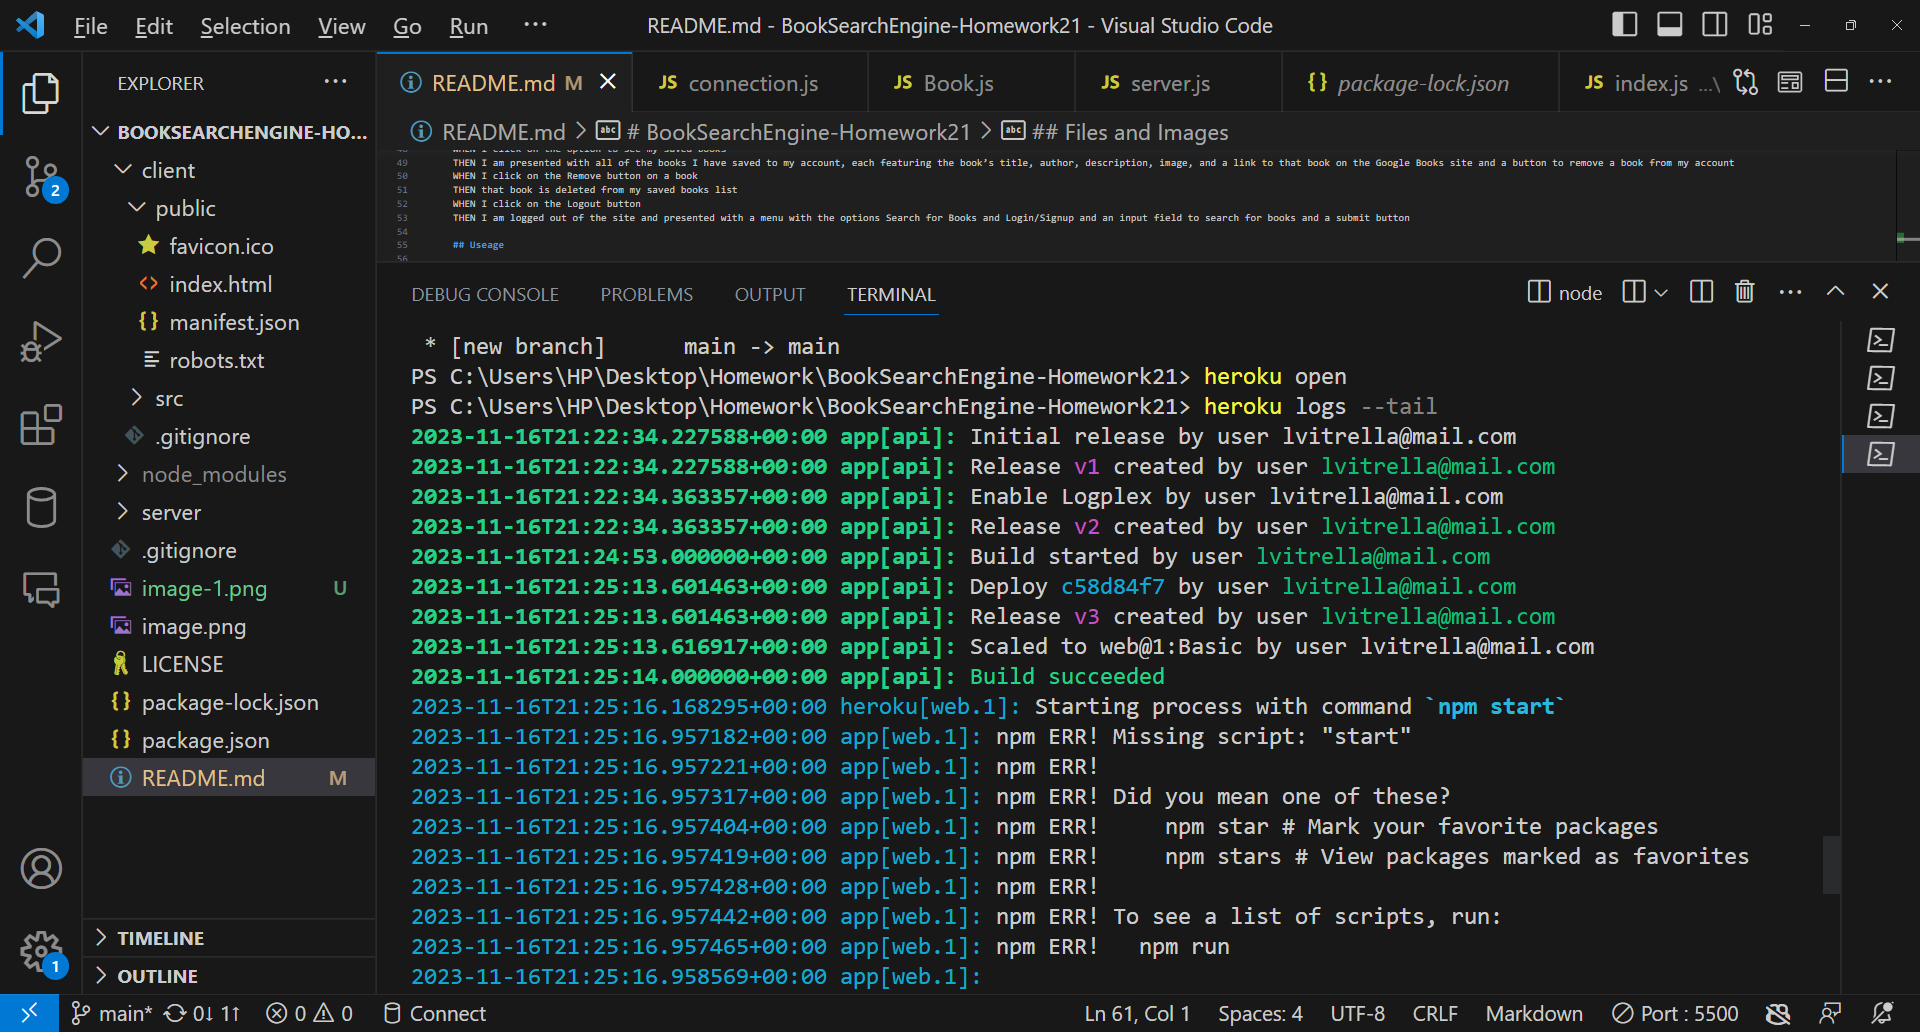 File Edit Selection View Go Run ··· README.md - BookSearchEngine-Homework21 - Visual Studio Code
EXPLORER ···
BOOKSEARCHENGINE-HO...
client
public
favicon.ico
index.html
manifest.json
robots.txt
src
.gitignore
node_modules
server
.gitignore
image-1.png U
image.png
LICENSE
package-lock.json
package.json
README.md M
TIMELINE
OUTLINE
2
1
README.md M JS connection.js JS Book.js JS server.js {} package-lock.json JS index.js ...\
README.md > # BookSearchEngine-Homework21 > ## Files and Images
48 WHEN I click on the option to see my saved books
49 THEN I am presented with all of the books I have saved to my account, each featuring the book’s title, author, description, image, and a link to that book on the Google Books site and a button to remove a book from my account
50 WHEN I click on the Remove button on a book
51 THEN that book is deleted from my saved books list
52 WHEN I click on the Logout button
53 THEN I am logged out of the site and presented with a menu with the options Search for Books and Login/Signup and an input field to search for books and a submit button
54
55 ## Useage
56
DEBUG CONSOLE PROBLEMS OUTPUT TERMINAL node
* [new branch] main -> main
PS C:\Users\HP\Desktop\Homework\BookSearchEngine-Homework21> heroku open
PS C:\Users\HP\Desktop\Homework\BookSearchEngine-Homework21> heroku logs --tail
2023-11-16T21:22:34.227588+00:00 app[api]: Initial release by user lvitrella@mail.com
2023-11-16T21:22:34.227588+00:00 app[api]: Release v1 created by user lvitrella@mail.com
2023-11-16T21:22:34.363357+00:00 app[api]: Enable Logplex by user lvitrella@mail.com
2023-11-16T21:22:34.363357+00:00 app[api]: Release v2 created by user lvitrella@mail.com
2023-11-16T21:24:53.000000+00:00 app[api]: Build started by user lvitrella@mail.com
2023-11-16T21:25:13.601463+00:00 app[api]: Deploy c58d84f7 by user lvitrella@mail.com
2023-11-16T21:25:13.601463+00:00 app[api]: Release v3 created by user lvitrella@mail.com
2023-11-16T21:25:13.616917+00:00 app[api]: Scaled to web@1:Basic by user lvitrella@mail.com
2023-11-16T21:25:14.000000+00:00 app[api]: Build succeeded
2023-11-16T21:25:16.168295+00:00 heroku[web.1]: Starting process with command `npm start`
2023-11-16T21:25:16.957182+00:00 app[web.1]: npm ERR! Missing script: "start"
2023-11-16T21:25:16.957221+00:00 app[web.1]: npm ERR!
2023-11-16T21:25:16.957317+00:00 app[web.1]: npm ERR! Did you mean one of these?
2023-11-16T21:25:16.957404+00:00 app[web.1]: npm ERR! npm star # Mark your favorite packages
2023-11-16T21:25:16.957419+00:00 app[web.1]: npm ERR! npm stars # View packages marked as favorites
2023-11-16T21:25:16.957428+00:00 app[web.1]: npm ERR!
2023-11-16T21:25:16.957442+00:00 app[web.1]: npm ERR! To see a list of scripts, run:
2023-11-16T21:25:16.957465+00:00 app[web.1]: npm ERR! npm run
2023-11-16T21:25:16.958569+00:00 app[web.1]:
main* 0↓ 1↑ 0 0 Connect Ln 61, Col 1 Spaces: 4 UTF-8 CRLF Markdown Port : 5500